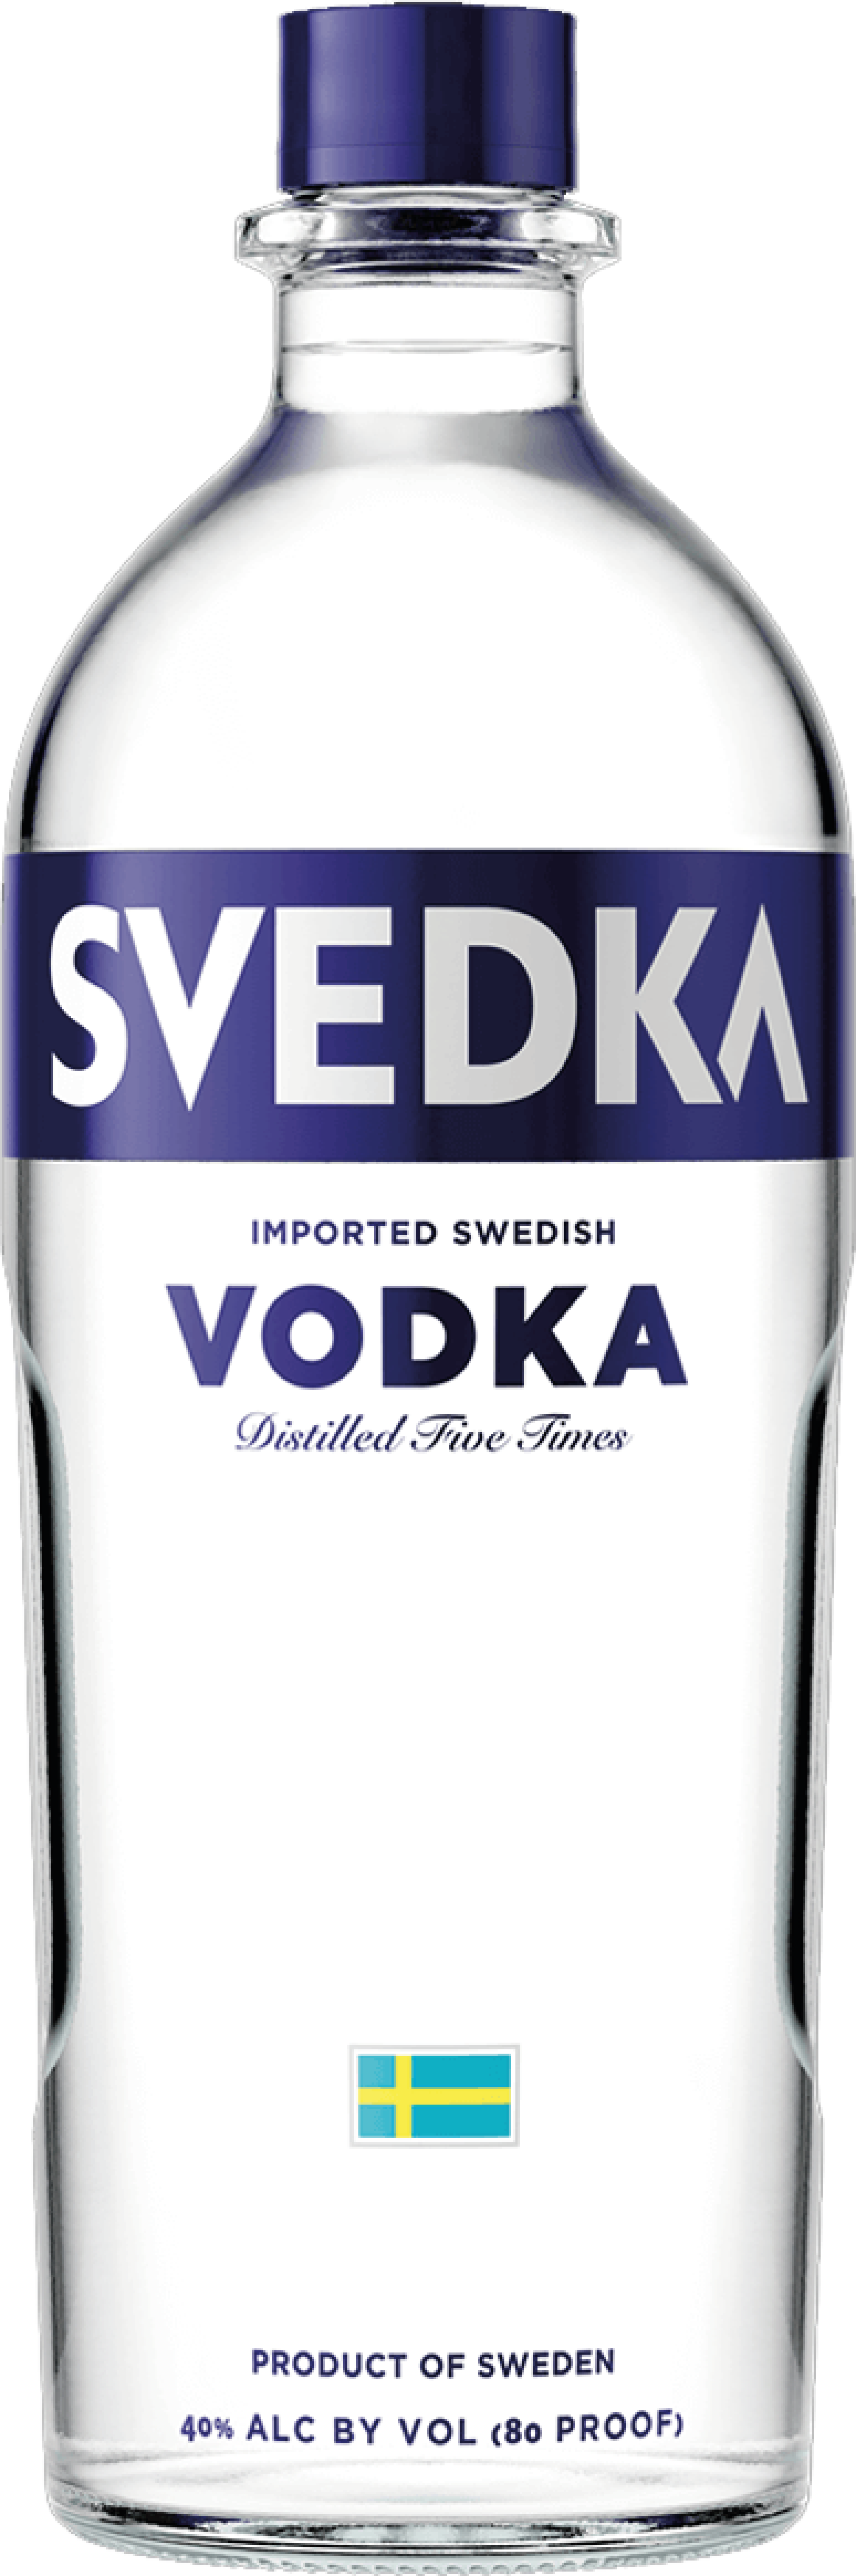 SVEDKA
IMPORTED SWEDISH
VODKA
Distilled Five Times
PRODUCT OF SWEDEN
40% ALC BY VOL (80 PROOF)